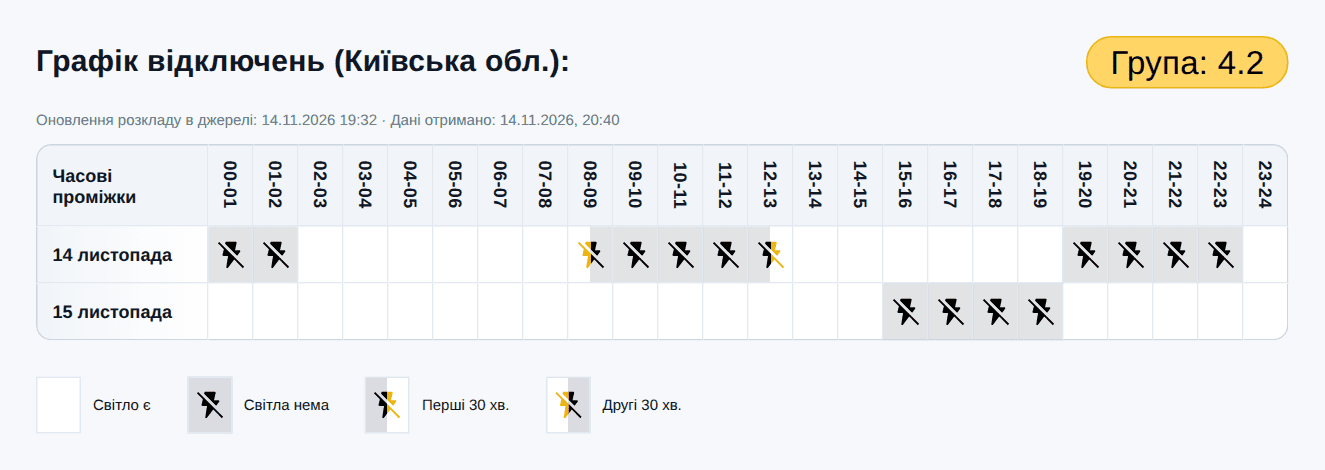 Графік відключень (Київська обл.):
Група: 4.2
Оновлення розкладу в джерелі: 14.11.2026 19:32 · Дані отримано: 14.11.2026, 20:40
Часові
проміжки
00-01 01-02 02-03 03-04 04-05 05-06 06-07 07-08 08-09 09-10 10-11 11-12 12-13 13-14 14-15 15-16 16-17 17-18 18-19 19-20 20-21 21-22 22-23 23-24
14 листопада
15 листопада
Світло є Світла нема Перші 30 хв. Другі 30 хв.